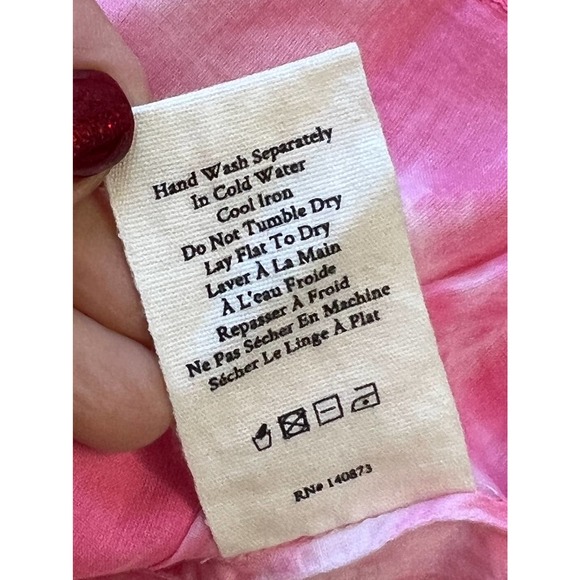 Hand Wash Separately
In Cold Water
Cool Iron
Do Not Tumble Dry
Lay Flat To Dry
Laver À La Main
À L'eau Froide
Repasser À Froid
Ne Pas Sécher En Machine
Sécher Le Linge À Plat
RN# 140873